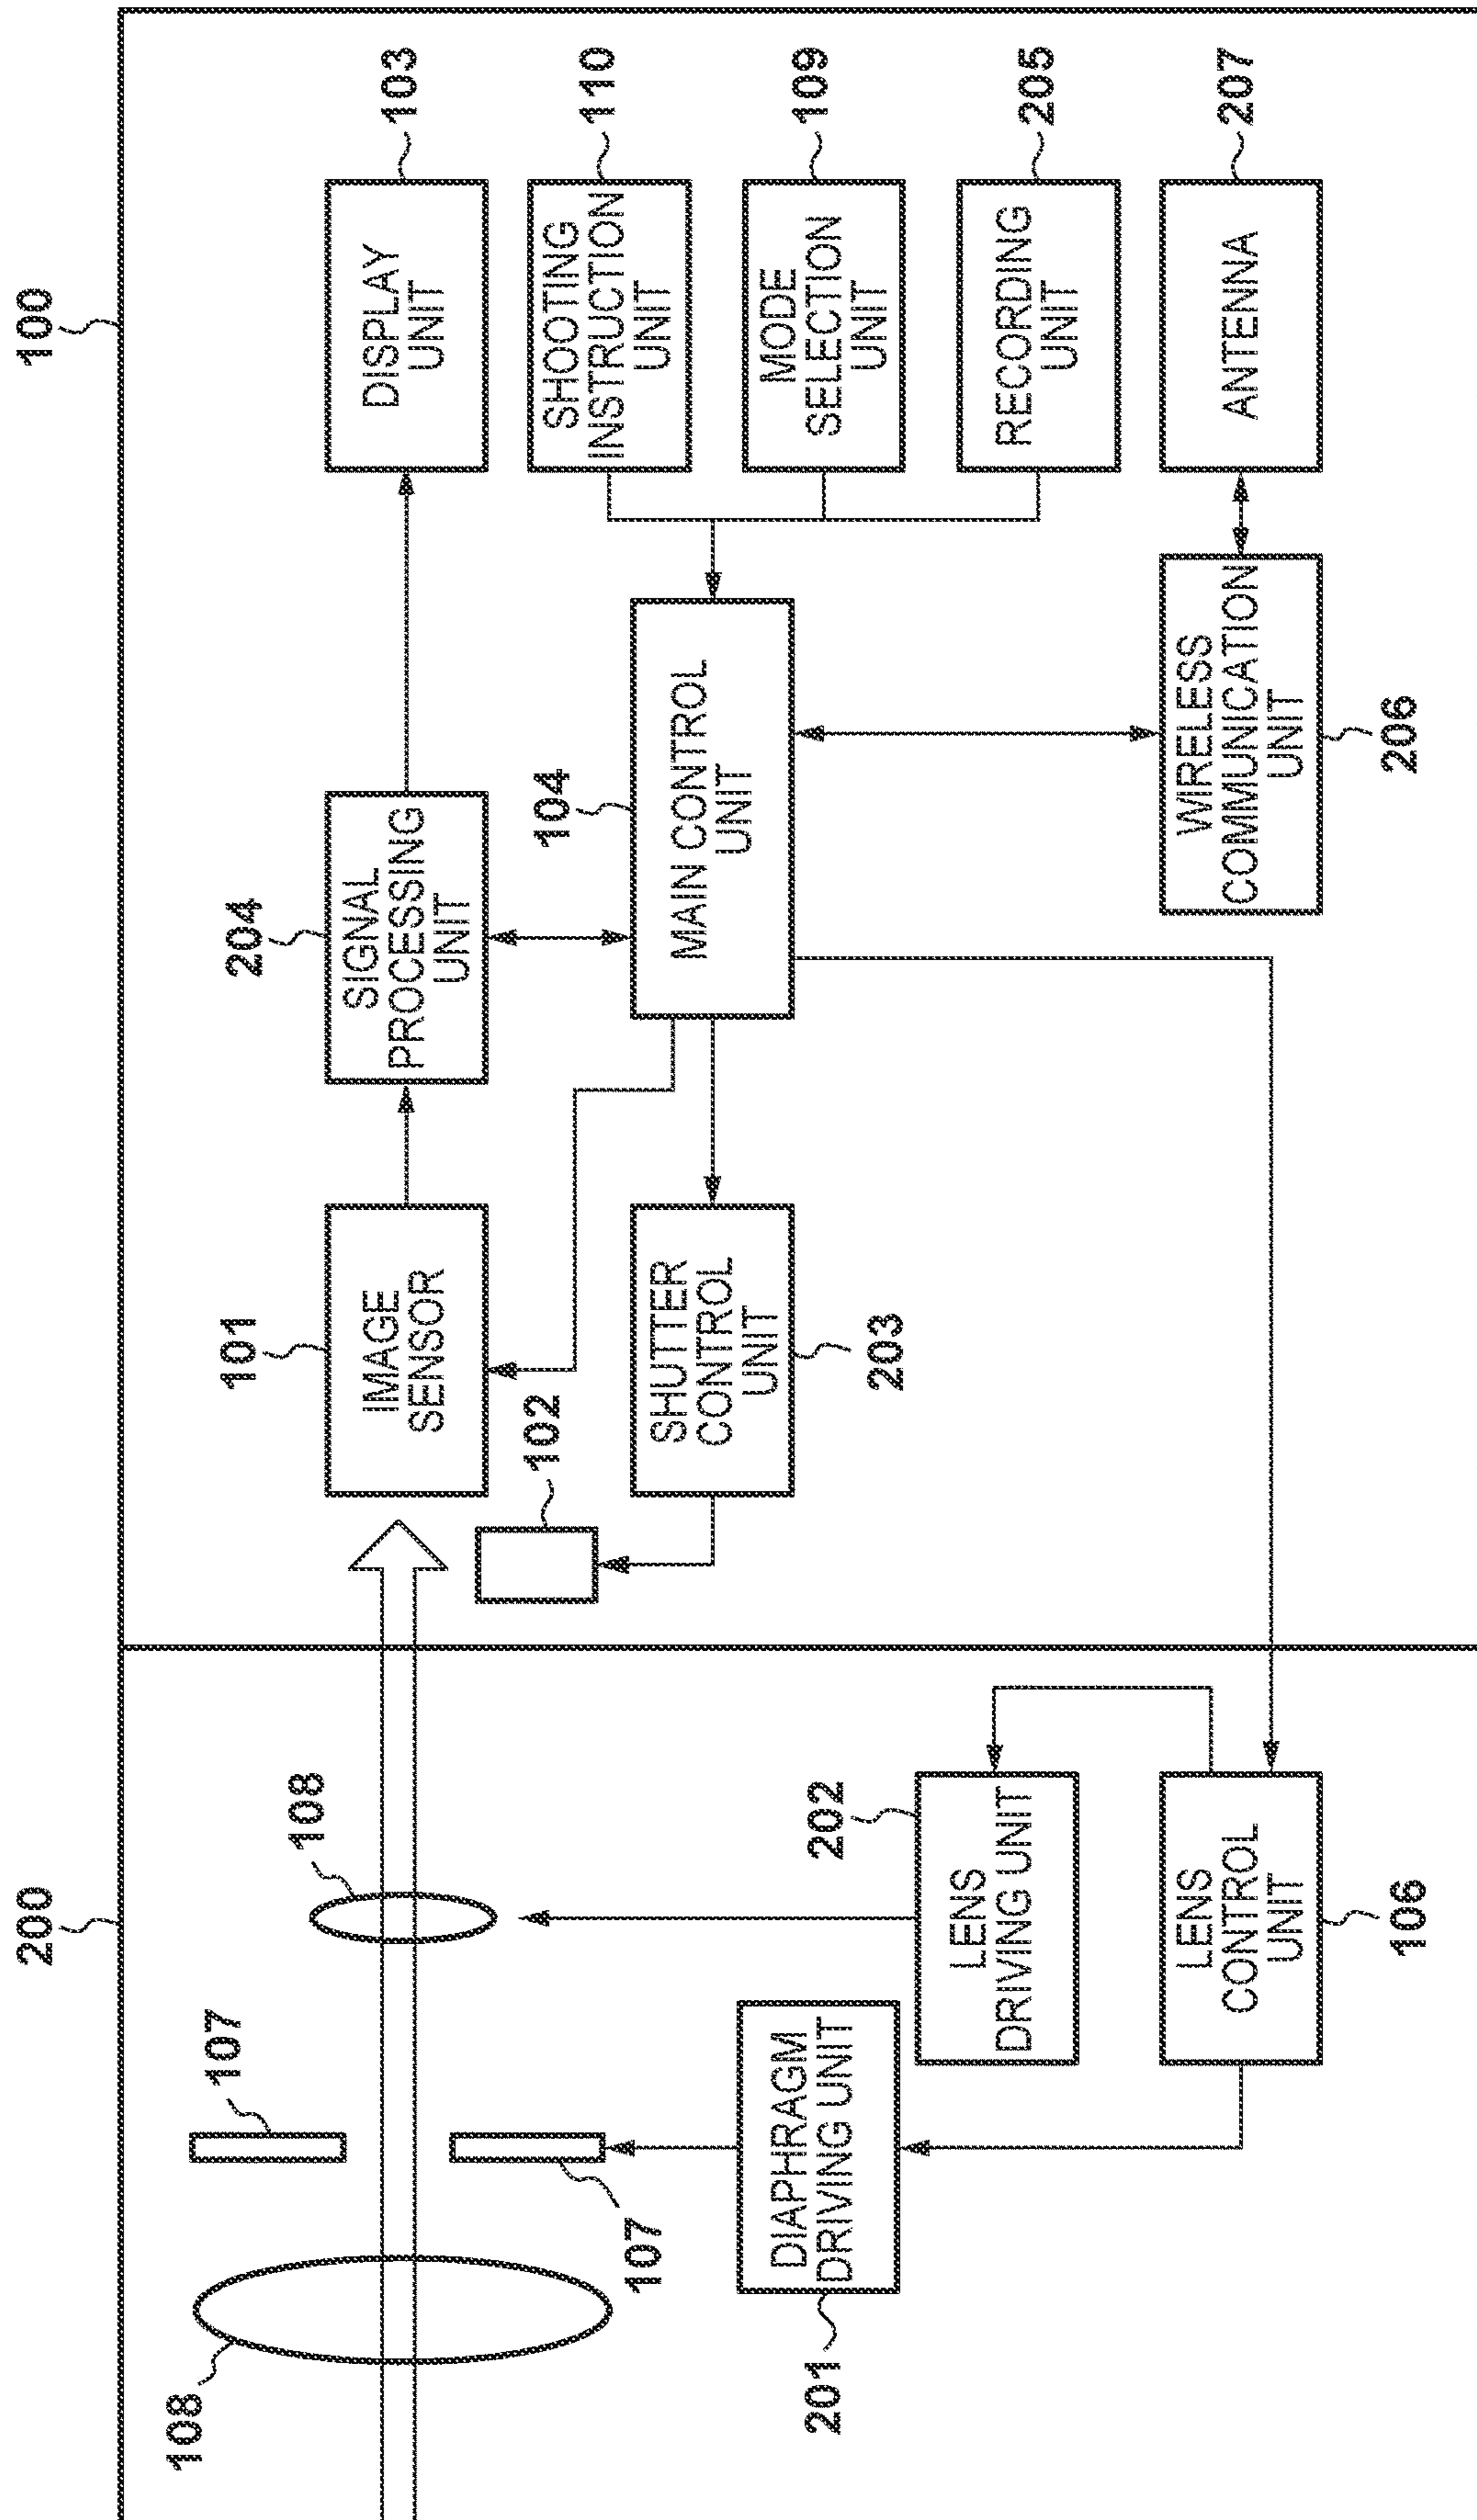 200
100
108
107
107
108
201
DIAPHRAGM
DRIVING UNIT
202
LENS
DRIVING UNIT
LENS
CONTROL
UNIT
106
101
IMAGE
SENSOR
102
SHUTTER
CONTROL
UNIT
203
204
SIGNAL
PROCESSING
UNIT
104
MAIN CONTROL
UNIT
WIRELESS
COMMUNICATION
UNIT
206
DISPLAY
UNIT
103
SHOOTING
INSTRUCTION
UNIT
110
MODE
SELECTION
UNIT
109
RECORDING
UNIT
205
ANTENNA
207